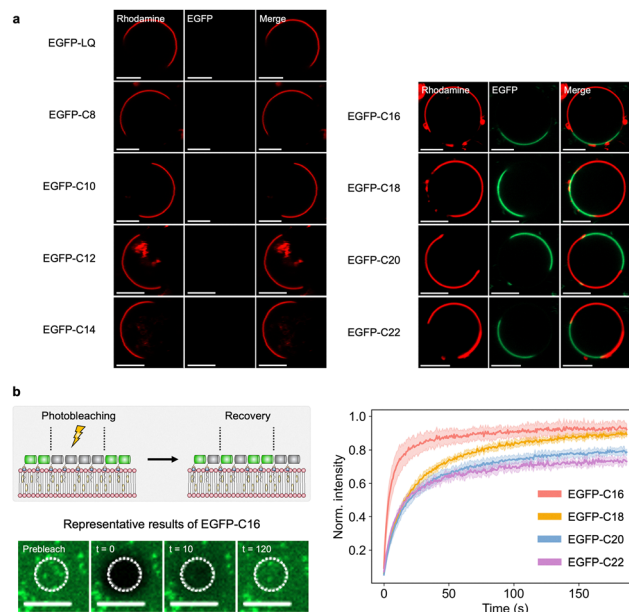 a
Rhodamine EGFP Merge
EGFP-LQ
EGFP-C8
EGFP-C10
EGFP-C12
EGFP-C14
Rhodamine EGFP Merge
EGFP-C16
EGFP-C18
EGFP-C20
EGFP-C22
b
Photobleaching Recovery
Representative results of EGFP-C16
Prebleach t = 0 t = 10 t = 120
Norm. intensity
1.0
0.8
0.6
0.4
0.2
EGFP-C16
EGFP-C18
EGFP-C20
EGFP-C22
0 50 100 150
Time (s)